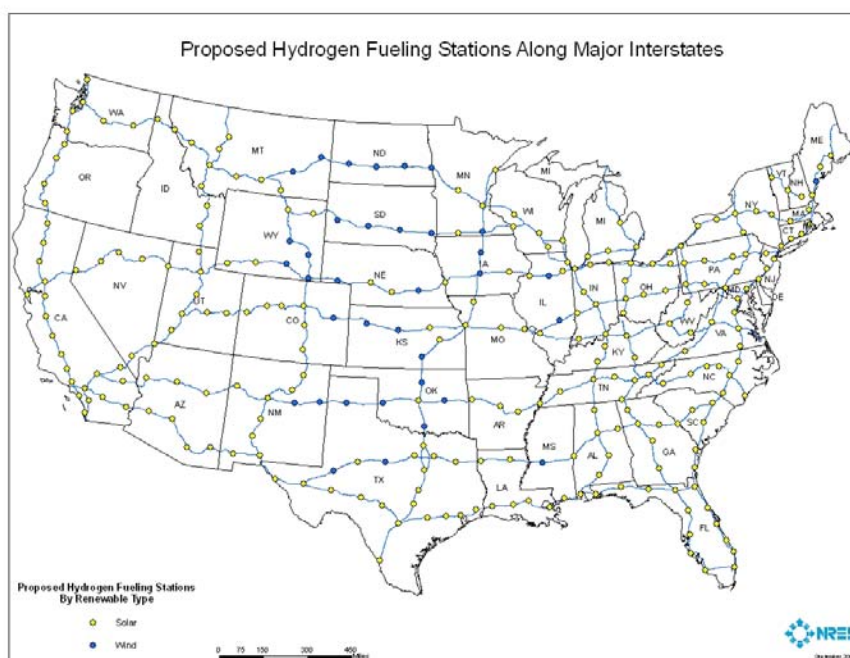 Proposed Hydrogen Fueling Stations Along Major Interstates
WA
MT
ND
MN
MI
ME
OR
ID
SD
WI
MI
NY
VT
NH
MA
CT
WY
NE
IA
PA
NJ
NV
UT
IL
IN
OH
MD
DE
CA
CO
KS
MO
WV
VA
KY
AZ
NM
OK
AR
TN
NC
SC
TX
LA
MS
AL
GA
FL
Proposed Hydrogen Fueling Stations
By Renewable Type
Solar
Wind
0 75 150 300 450
Miles